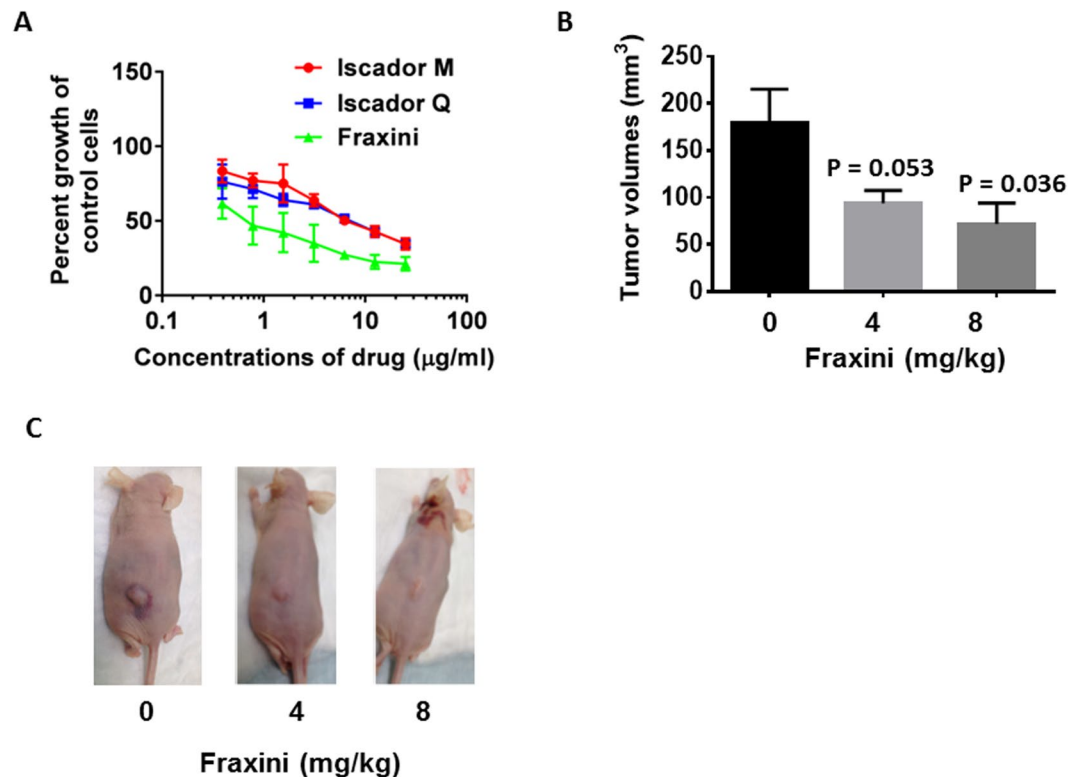 A
Percent growth of
control cells
150
100
50
0
0.1 1 10 100
Concentrations of drug (μg/ml)
Iscador M
Iscador Q
Fraxini
B
Tumor volumes (mm³)
250
200
150
100
50
0
P = 0.053
P = 0.036
0 4 8
Fraxini (mg/kg)
C
0 4 8
Fraxini (mg/kg)